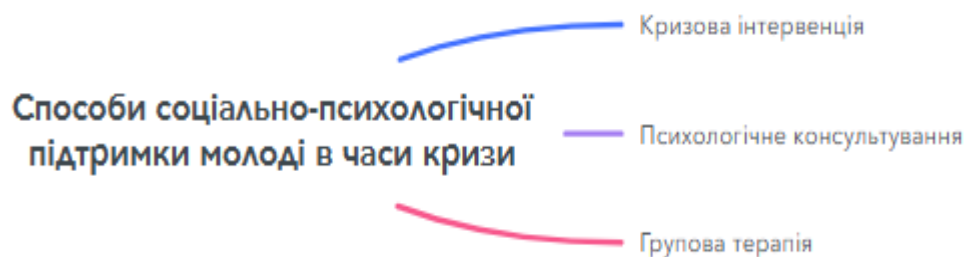 Способи соціально-психологічної
підтримки молоді в часи кризи
Кризова інтервенція
Психологічне консультування
Групова терапія